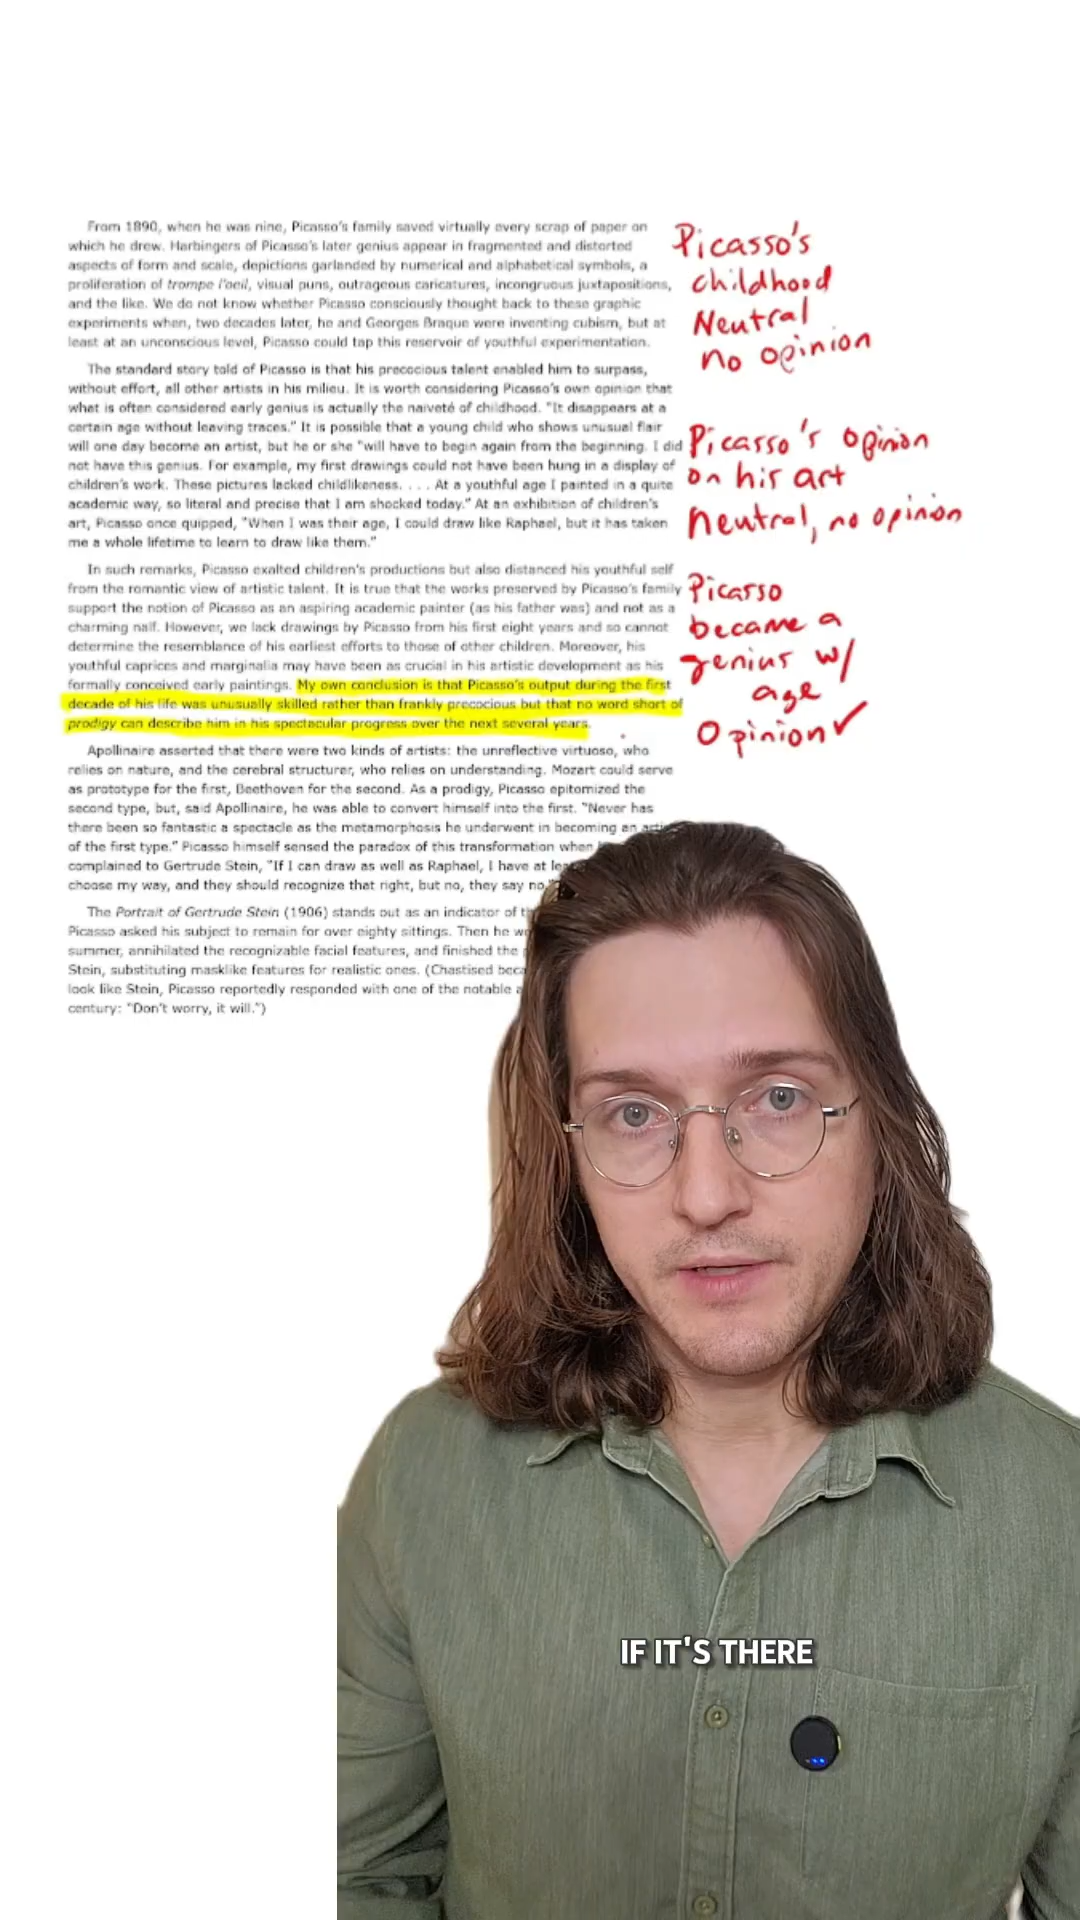 From 1890, when he was nine, Picasso's family saved virtually every scrap of paper on
which he drew. Harbingers of Picasso's later genius appear in fragmented and distorted
aspects of form and scale, depictions garlanded by numerical and alphabetical symbols, a
proliferation of trompe l'oeil, visual puns, outrageous caricatures, incongruous juxtapositions,
and the like. We do not know whether Picasso consciously thought back to these graphic
experiments when, two decades later, he and Georges Braque were inventing cubism, but at
least at an unconscious level, Picasso could tap this reservoir of youthful experimentation.
Picasso's
childhood
Neutral
no opinion
The standard story told of Picasso is that his precocious talent enabled him to surpass,
without effort, all other artists in his milieu. It is worth considering Picasso's own opinion that
what is often considered early genius is actually the naiveté of childhood. "It disappears at a
certain age without leaving traces." It is possible that a young child who shows unusual flair
will one day become an artist, but he or she "will have to begin again from the beginning. I did
not have this genius. For example, my first drawings could not have been hung in a display of
children's work. These pictures lacked childlikeness. . . . At a youthful age I painted in a quite
academic way, so literal and precise that I am shocked today." At an exhibition of children's
art, Picasso once quipped, "When I was their age, I could draw like Raphael, but it has taken
me a whole lifetime to learn to draw like them."
Picasso's opinion
on his art
Neutral, no opinion
In such remarks, Picasso exalted children's productions but also distanced his youthful self
from the romantic view of artistic talent. It is true that the works preserved by Picasso's family
support the notion of Picasso as an aspiring academic painter (as his father was) and not as a
charming naïf. However, we lack drawings by Picasso from his first eight years and so cannot
determine the resemblance of his earliest efforts to those of other children. Moreover, his
youthful caprices and marginalia may have been as crucial in his artistic development as his
formally conceived early paintings. My own conclusion is that Picasso's output during the first
decade of his life was unusually skilled rather than frankly precocious but that no word short of
prodigy can describe him in his spectacular progress over the next several years.
Picasso
became a
genius w/
age
Opinion✓
Apollinaire asserted that there were two kinds of artists: the unreflective virtuoso, who
relies on nature, and the cerebral structurer, who relies on understanding. Mozart could serve
as prototype for the first, Beethoven for the second. As a prodigy, Picasso epitomized the
second type, but, said Apollinaire, he was able to convert himself into the first. "Never has
there been so fantastic a spectacle as the metamorphosis he underwent in becoming an
of the first type." Picasso himself sensed the paradox of this transformation when
complained to Gertrude Stein, "If I can draw as well as Raphael, I have at
choose my way, and they should recognize that right, but no, they say no."
The Portrait of Gertrude Stein (1906) stands out as an indicator of
Picasso asked his subject to remain for over eighty sittings. Then he
summer, annihilated the recognizable facial features, and finished the
Stein, substituting masklike features for realistic ones. (Chastised
look like Stein, Picasso reportedly responded with one of the notable
century: "Don't worry, it will.")
IF IT'S THERE